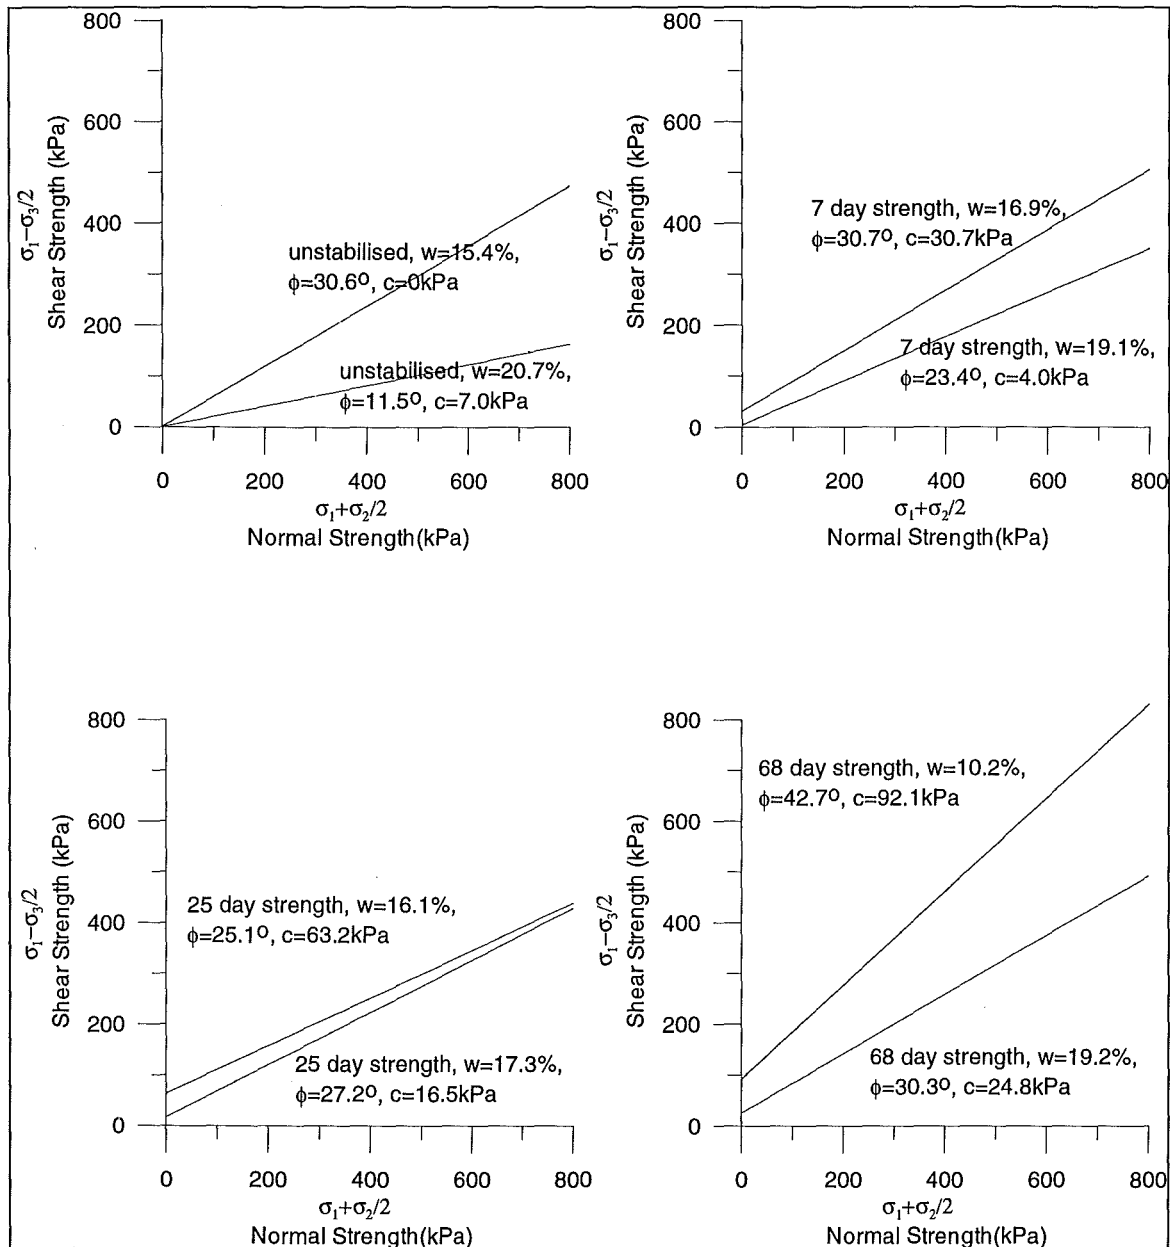 800
600
400
200
0
σ₁−σ₃/2
Shear Strength (kPa)
unstabilised, w=15.4%,
ϕ=30.6º, c=0kPa
unstabilised, w=20.7%,
ϕ=11.5º, c=7.0kPa
0 200 400 600 800
σ₁+σ₂/2
Normal Strength(kPa)
800
600
400
200
0
σ₁−σ₃/2
Shear Strength (kPa)
7 day strength, w=16.9%,
ϕ=30.7º, c=30.7kPa
7 day strength, w=19.1%,
ϕ=23.4º, c=4.0kPa
0 200 400 600 800
σ₁+σ₂/2
Normal Strength(kPa)
800
600
400
200
0
σ₁−σ₃/2
Shear Strength (kPa)
25 day strength, w=16.1%,
ϕ=25.1º, c=63.2kPa
25 day strength, w=17.3%,
ϕ=27.2º, c=16.5kPa
0 200 400 600 800
σ₁+σ₂/2
Normal Strength(kPa)
800
600
400
200
0
σ₁−σ₃/2
Shear Strength (kPa)
68 day strength, w=10.2%,
ϕ=42.7º, c=92.1kPa
68 day strength, w=19.2%,
ϕ=30.3º, c=24.8kPa
0 200 400 600 800
σ₁+σ₂/2
Normal Strength(kPa)